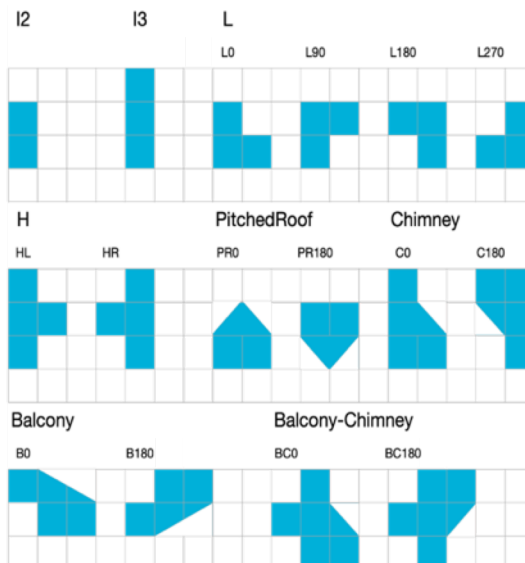 I2 I3 L
L0 L90 L180 L270
H PitchedRoof Chimney
HL HR PR0 PR180 C0 C180
Balcony Balcony-Chimney
B0 B180 BC0 BC180